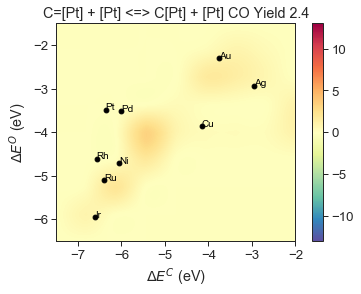 C=[Pt] + [Pt] <=> C[Pt] + [Pt] CO Yield 2.4
−2
−3
−4
−5
−6
ΔE^O (eV)
Au
Ag
Pt
Pd
Cu
Rh
Ni
Ru
Ir
−7
−6
−5
−4
−3
−2
ΔE^C (eV)
10
5
0
−5
−10